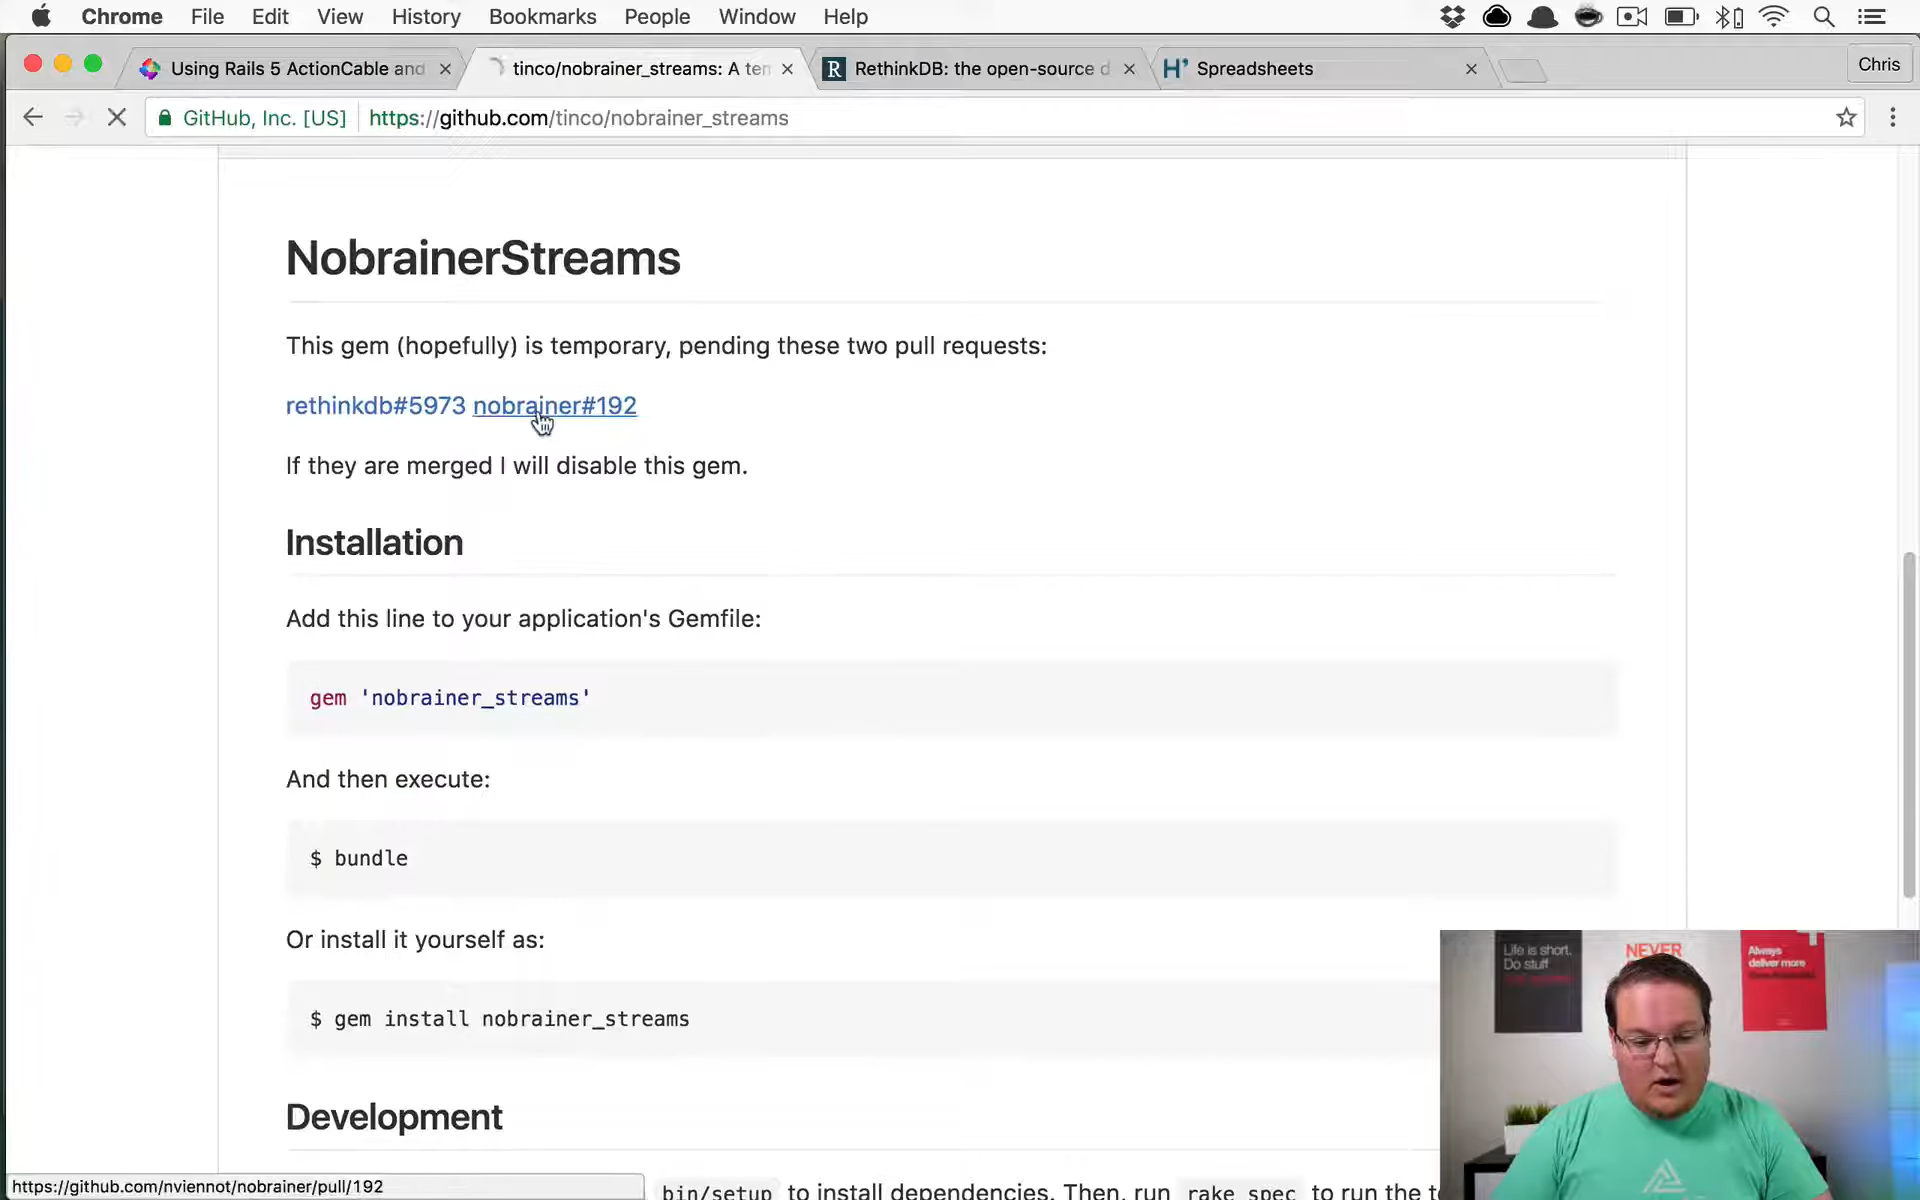 Chrome File Edit View History Bookmarks People Window Help
Using Rails 5 ActionCable and
tinco/nobrainer_streams: A tem
RethinkDB: the open-source d
Spreadsheets
Chris
GitHub, Inc. [US] https://github.com/tinco/nobrainer_streams
NobrainerStreams
This gem (hopefully) is temporary, pending these two pull requests:
rethinkdb#5973 nobrainer#192
If they are merged I will disable this gem.
Installation
Add this line to your application's Gemfile:
gem 'nobrainer_streams'
And then execute:
$ bundle
Or install it yourself as:
$ gem install nobrainer_streams
Life is short.
Do stuff
NEVER
Always
deliver more
Development
https://github.com/nviennot/nobrainer/pull/192
bin/setup to install dependencies. Then, run rake spec to run the t